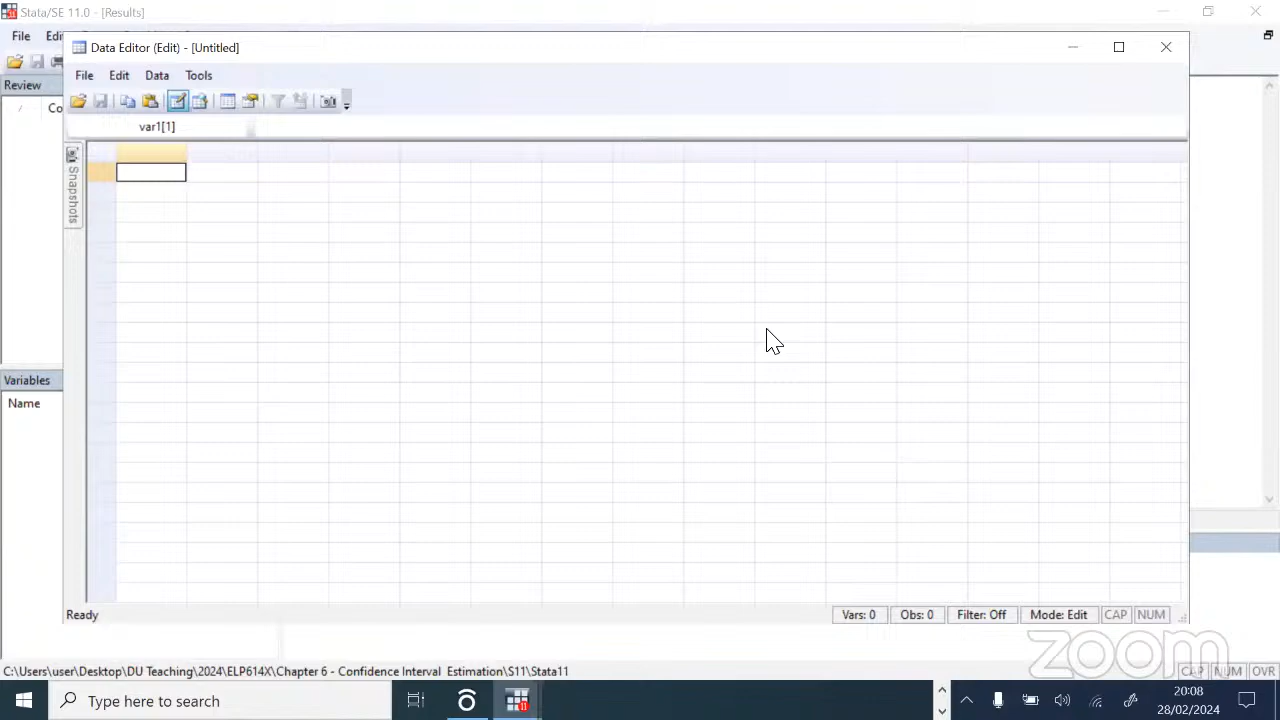 Stata/SE 11.0 - [Results]
File Edi
Data Editor (Edit) - [Untitled]
File Edit Data Tools
Review
Co
var1[1]
Snapshots
Variables
Name
Ready
Vars: 0 Obs: 0 Filter: Off Mode: Edit CAP NUM
zoom
C:\Users\user\Desktop\DU Teaching\2024\ELP614X\Chapter 6 - Confidence Interval Estimation\S11\Stata11
CAP NUM OVR
Type here to search
11
20:08
28/02/2024